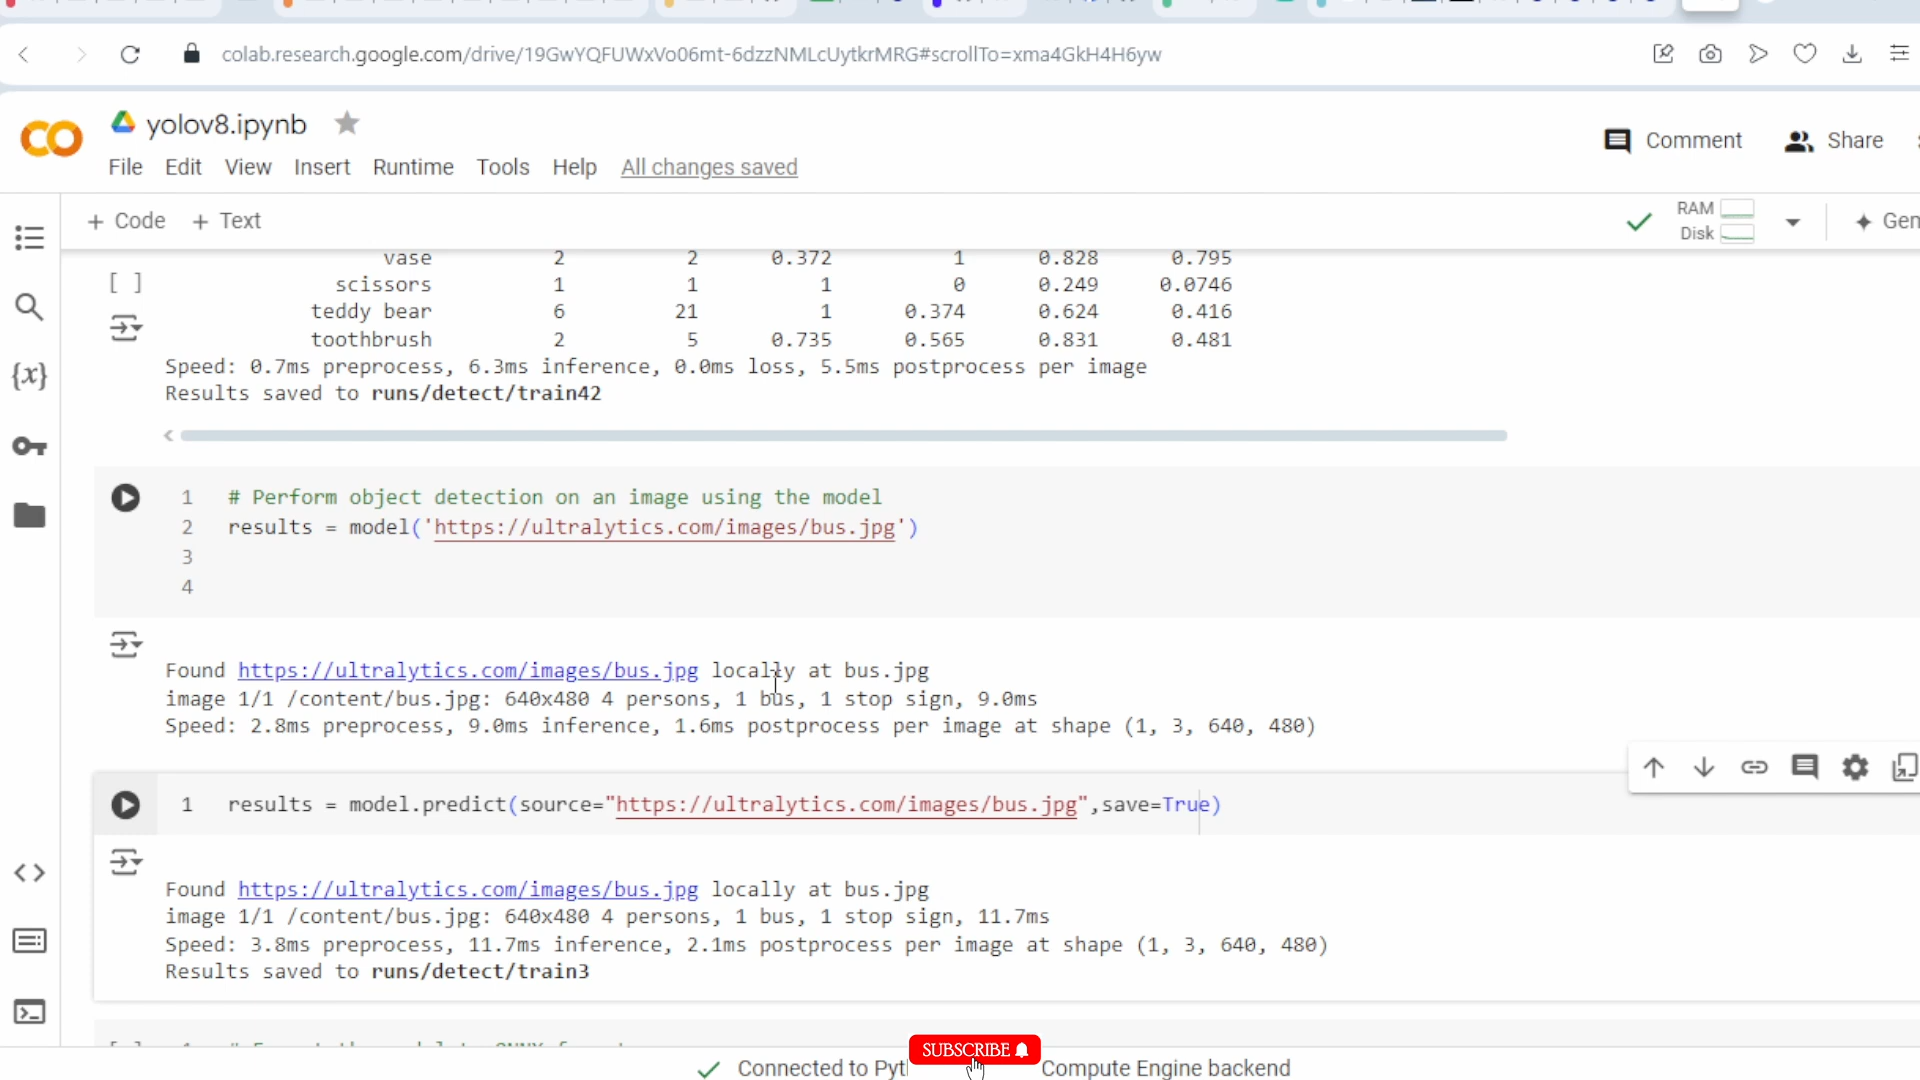 colab.research.google.com/drive/19GwYQFUWxVo06mt-6dzzNMLcUytkrMRG#scrollTo=xma4GkH4H6yw
yolov8.ipynb
Comment Share
File Edit View Insert Runtime Tools Help All changes saved
+ Code + Text
RAM
Disk
Gen
vase 2 2 0.372 1 0.828 0.795
[ ] scissors 1 1 1 0 0.249 0.0746
teddy bear 6 21 1 0.374 0.624 0.416
toothbrush 2 5 0.735 0.565 0.831 0.481
Speed: 0.7ms preprocess, 6.3ms inference, 0.0ms loss, 5.5ms postprocess per image
Results saved to runs/detect/train42
1 # Perform object detection on an image using the model
2 results = model('https://ultralytics.com/images/bus.jpg')
3
4
Found https://ultralytics.com/images/bus.jpg locally at bus.jpg
image 1/1 /content/bus.jpg: 640x480 4 persons, 1 bus, 1 stop sign, 9.0ms
Speed: 2.8ms preprocess, 9.0ms inference, 1.6ms postprocess per image at shape (1, 3, 640, 480)
1 results = model.predict(source="https://ultralytics.com/images/bus.jpg",save=True)
Found https://ultralytics.com/images/bus.jpg locally at bus.jpg
image 1/1 /content/bus.jpg: 640x480 4 persons, 1 bus, 1 stop sign, 11.7ms
Speed: 3.8ms preprocess, 11.7ms inference, 2.1ms postprocess per image at shape (1, 3, 640, 480)
Results saved to runs/detect/train3
SUBSCRIBE
Connected to Pyt Compute Engine backend